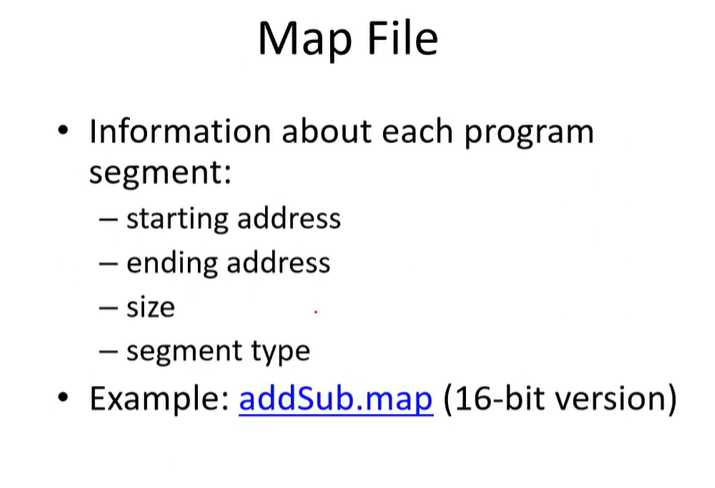 Map File
• Information about each program
segment:
– starting address
– ending address
– size
– segment type
• Example: addSub.map (16-bit version)